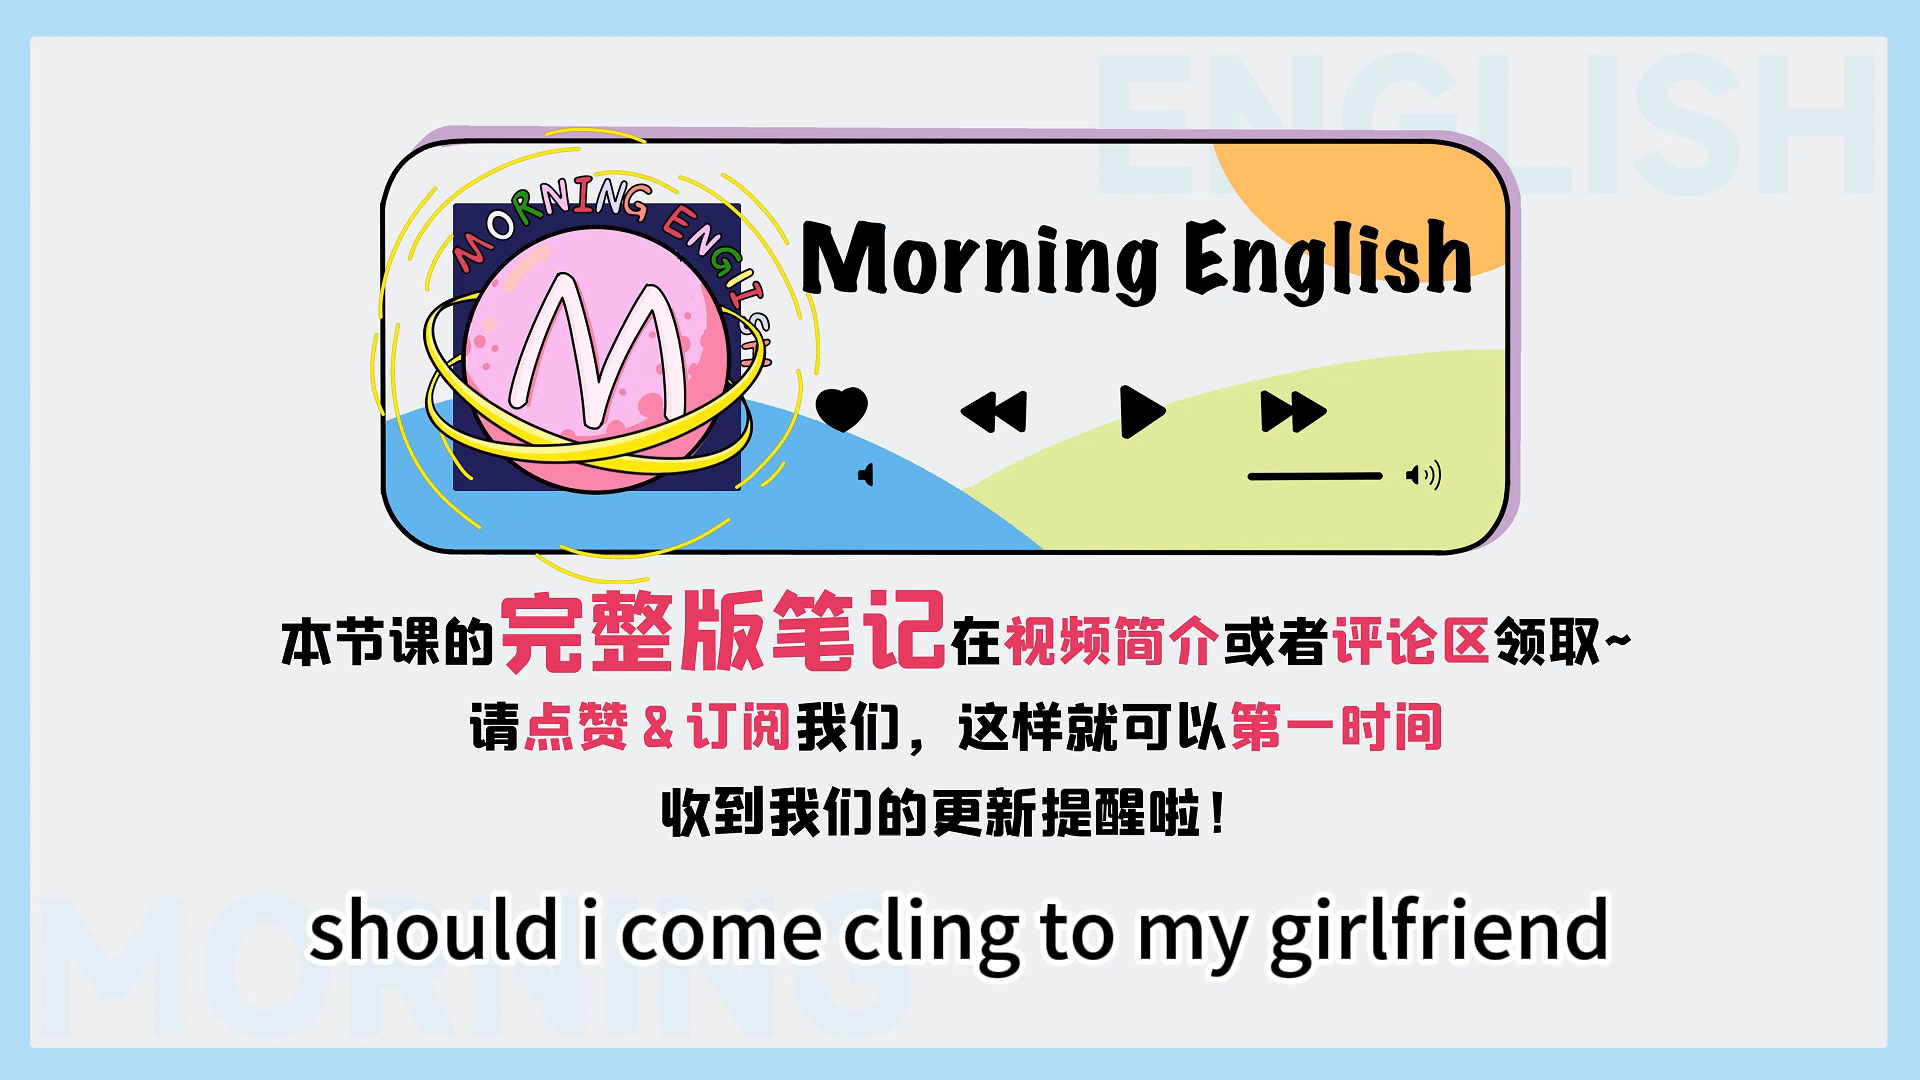 ENGLISH
MORNING ENGLISH
M
Morning English
本节课的完整版笔记在视频简介或者评论区领取~
请点赞&订阅我们，这样就可以第一时间
收到我们的更新提醒啦！
MORNING
should i come cling to my girlfriend